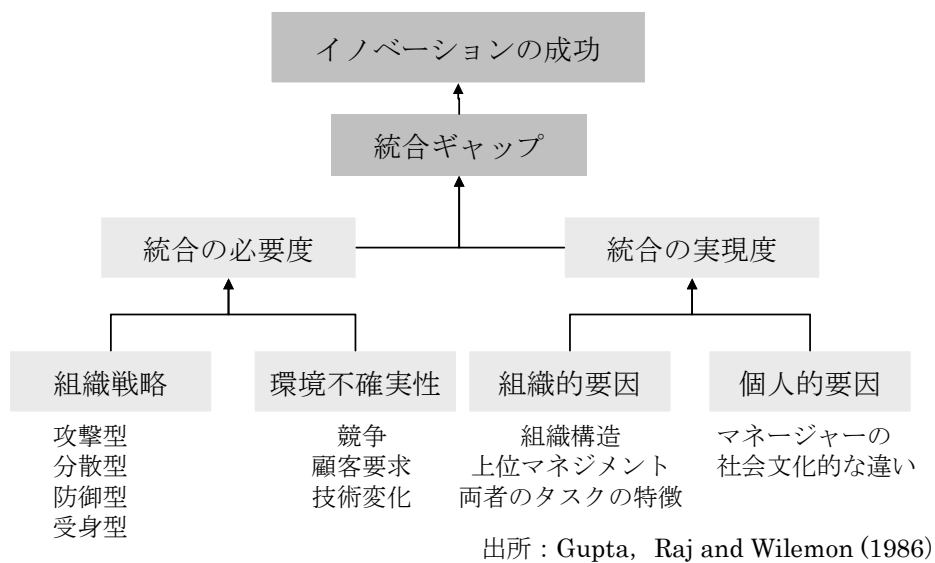 イノベーションの成功
統合ギャップ
統合の必要度
統合の実現度
組織戦略
環境不確実性
組織的要因
個人的要因
攻撃型
分散型
防御型
受身型
競争
顧客要求
技術変化
組織構造
上位マネジメント
両者のタスクの特徴
マネージャーの
社会文化的な違い
出所：Gupta, Raj and Wilemon (1986)